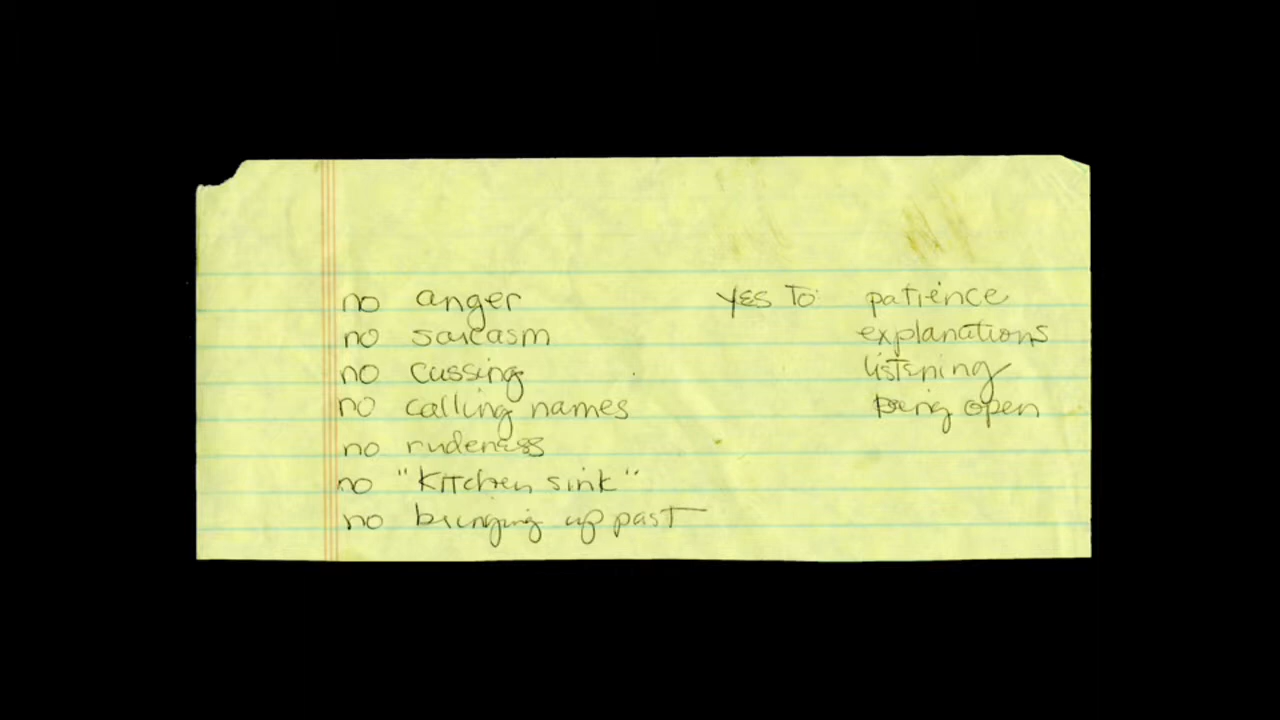 no anger yes to: patience
no sarcasm explanations
no cussing listening
no calling names being open
no rudeness
no "kitchen sink"
no bringing up past